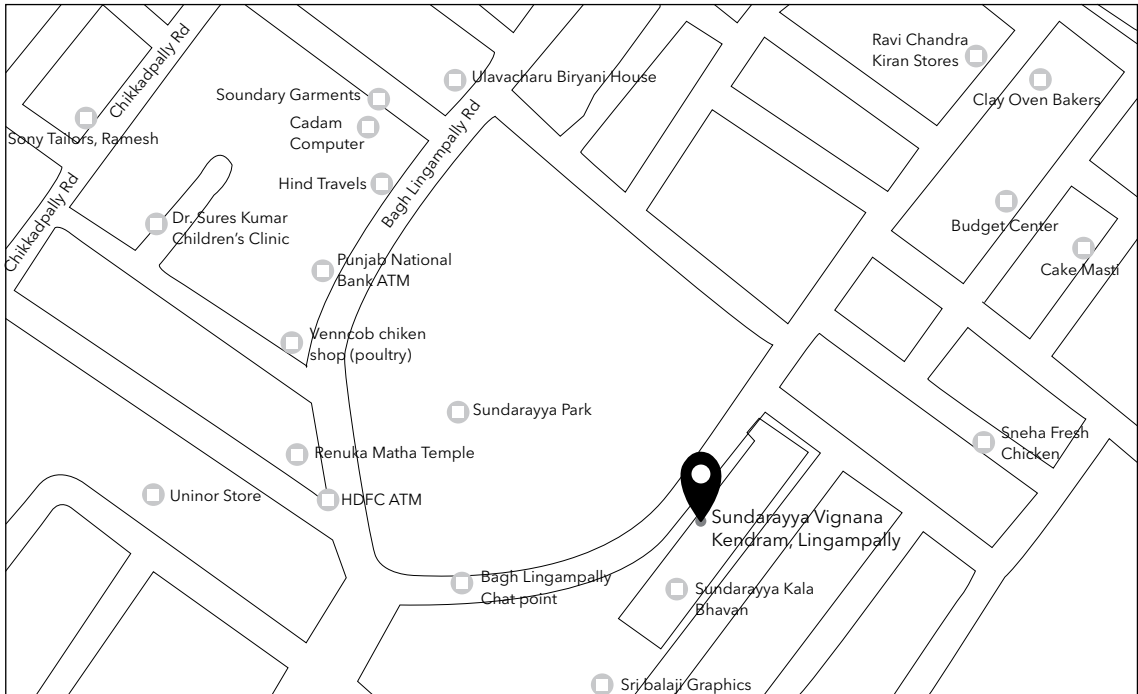 Chikkadpally Rd
Ravi Chandra
Kiran Stores
Ulavacharu Biryani House
Soundary Garments
Clay Oven Bakers
Bagh Lingampally Rd
Cadam
Computer
Sony Tailors, Ramesh
Hind Travels
Chikkadpally Rd
Dr. Sures Kumar
Children's Clinic
Budget Center
Punjab National
Bank ATM
Cake Masti
Venncob chiken
shop (poultry)
Sundarayya Park
Sneha Fresh
Chicken
Renuka Matha Temple
Uninor Store
HDFC ATM
Sundarayya Vignana
Kendram, Lingampally
Bagh Lingampally
Chat point
Sundarayya Kala
Bhavan
Sri balaji Graphics